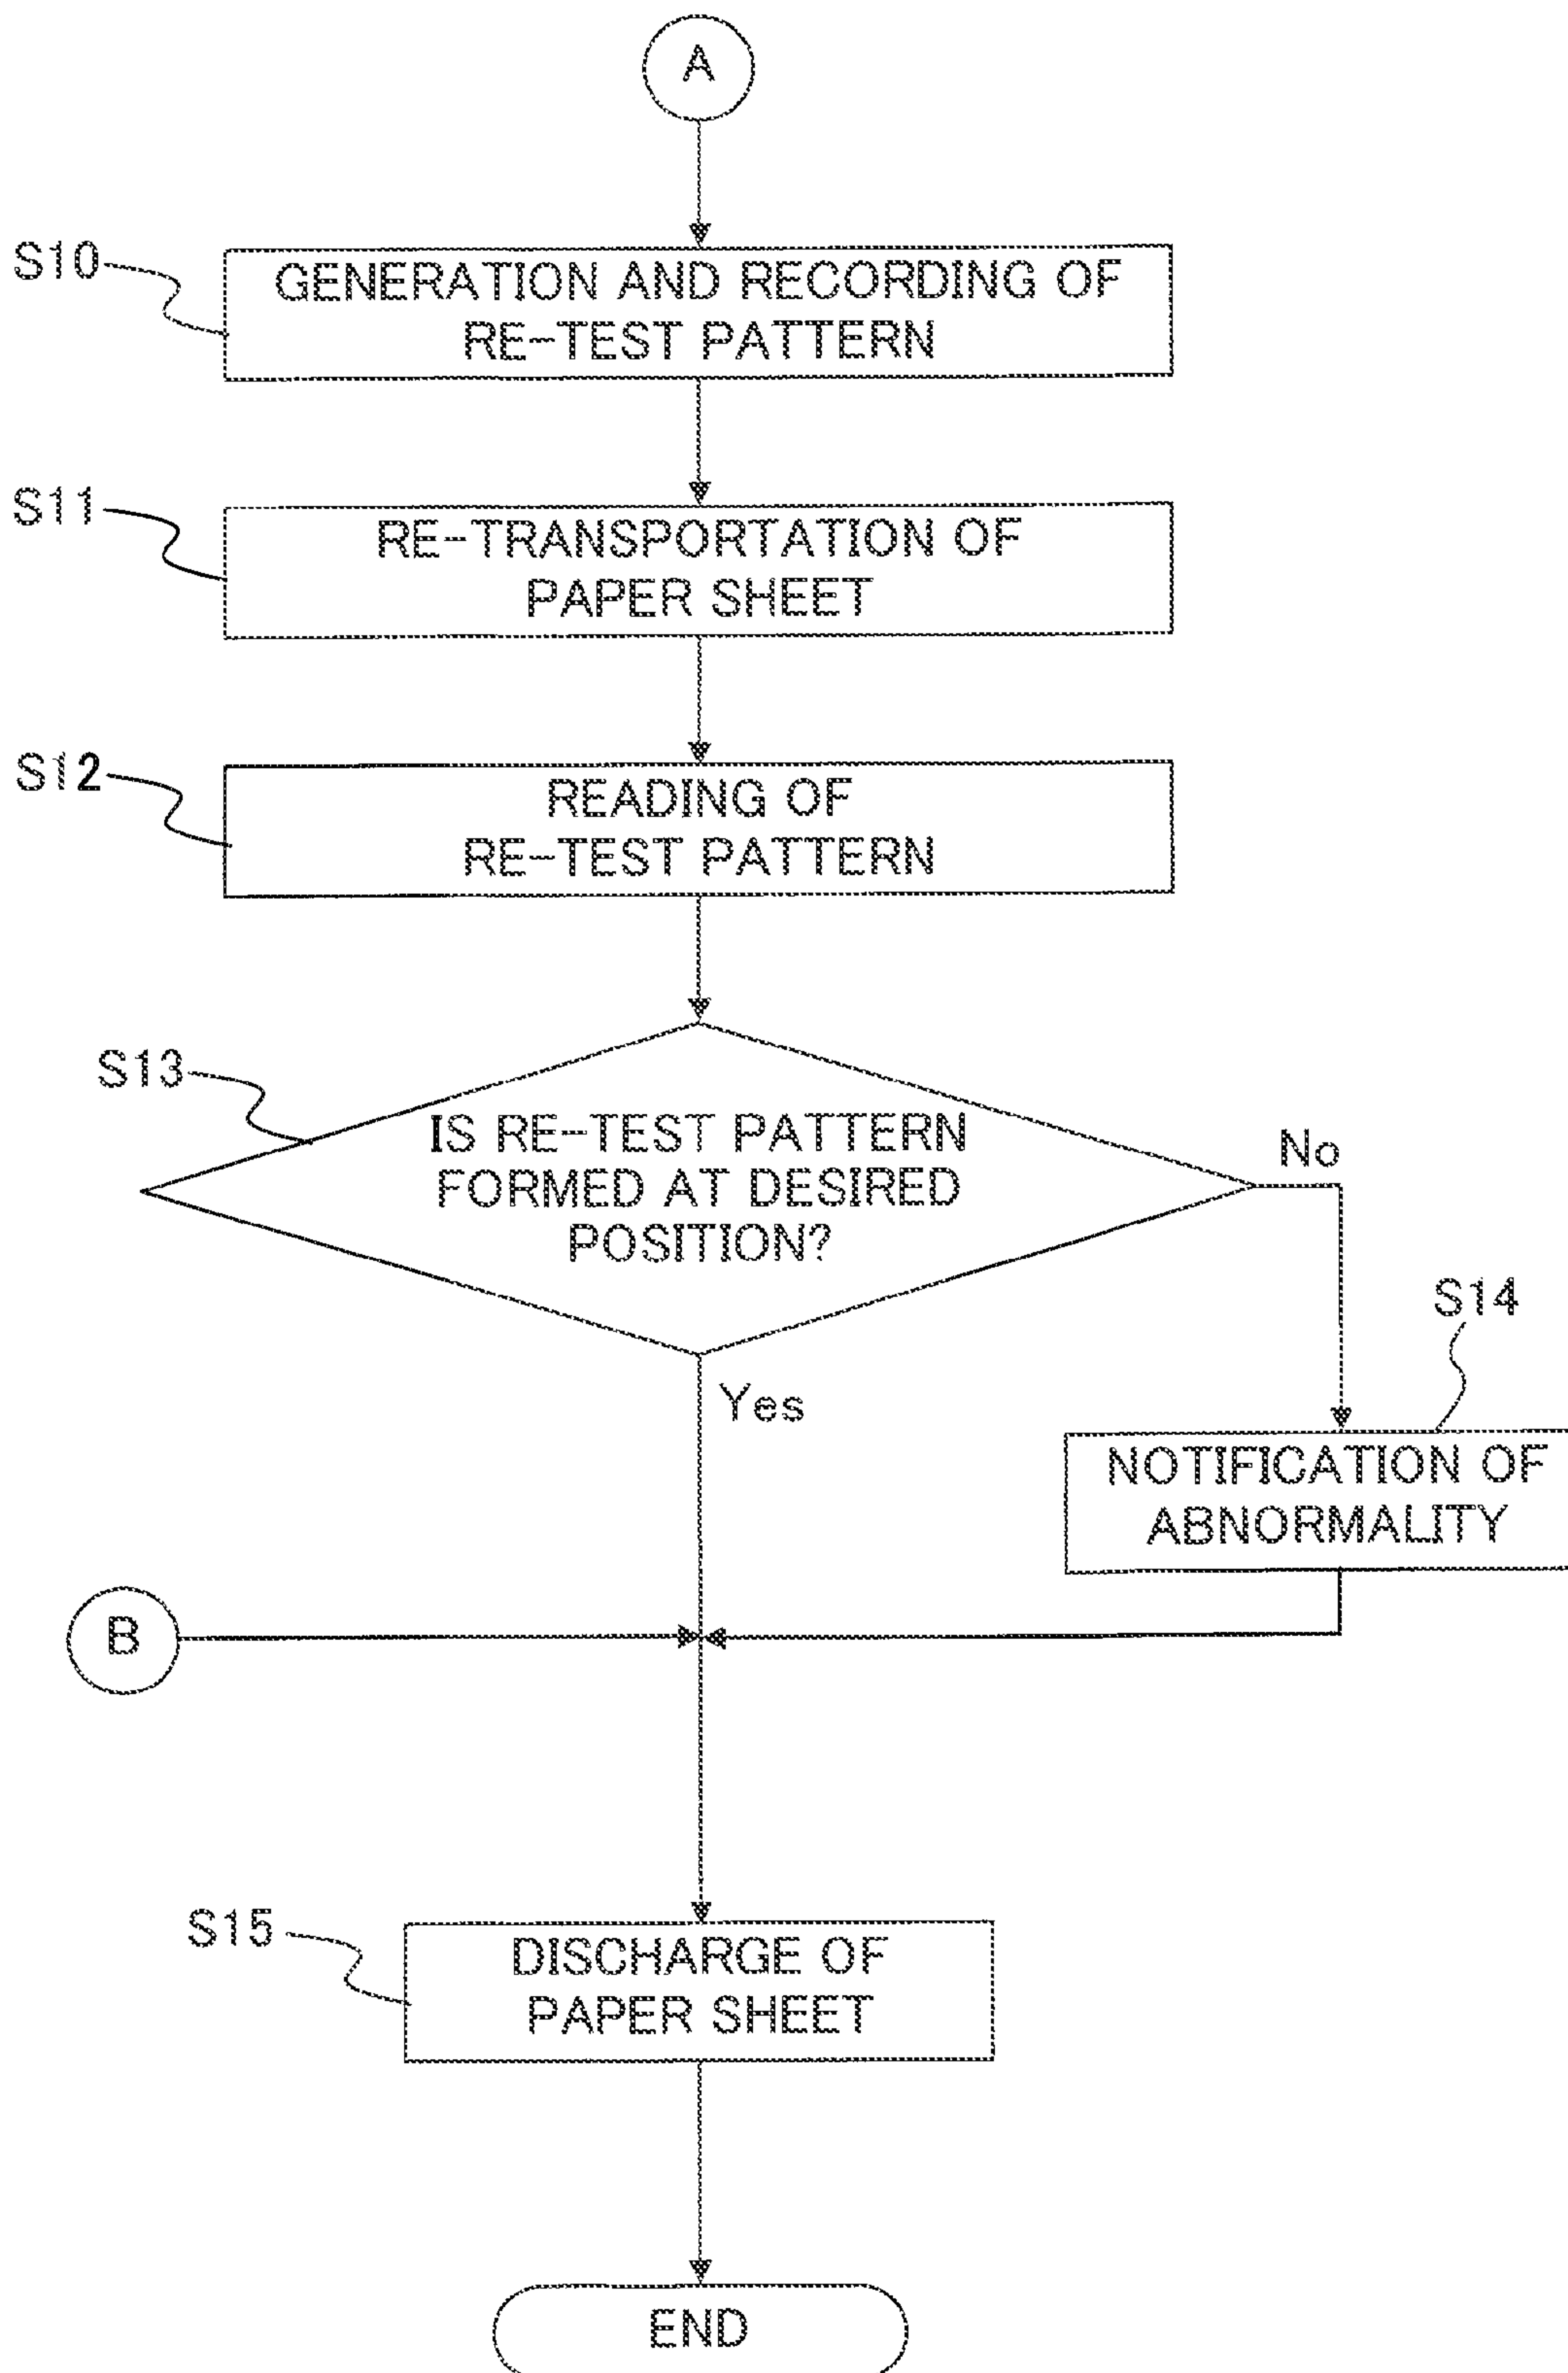 A
S10
GENERATION AND RECORDING OF
RE-TEST PATTERN
S11
RE-TRANSPORTATION OF
PAPER SHEET
S12
READING OF
RE-TEST PATTERN
S13
IS RE-TEST PATTERN
FORMED AT DESIRED
POSITION?
No
Yes
S14
NOTIFICATION OF
ABNORMALITY
B
S15
DISCHARGE OF
PAPER SHEET
END